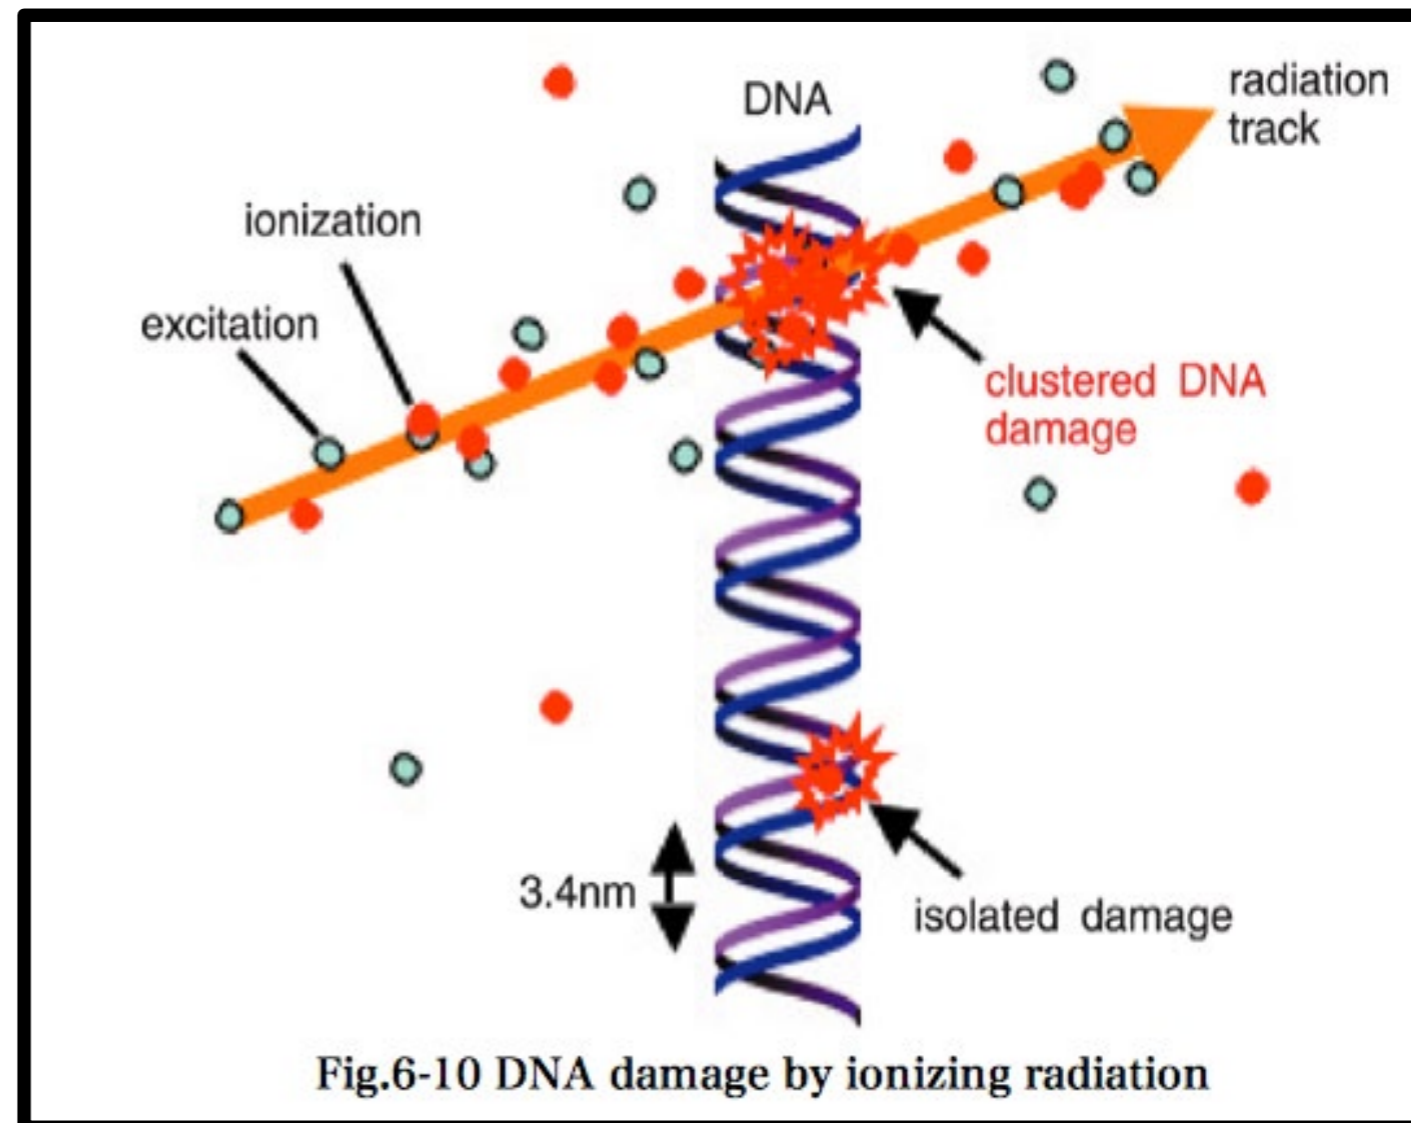 DNA
radiation
track
ionization
excitation
clustered DNA
damage
3.4nm
isolated damage
Fig.6-10 DNA damage by ionizing radiation